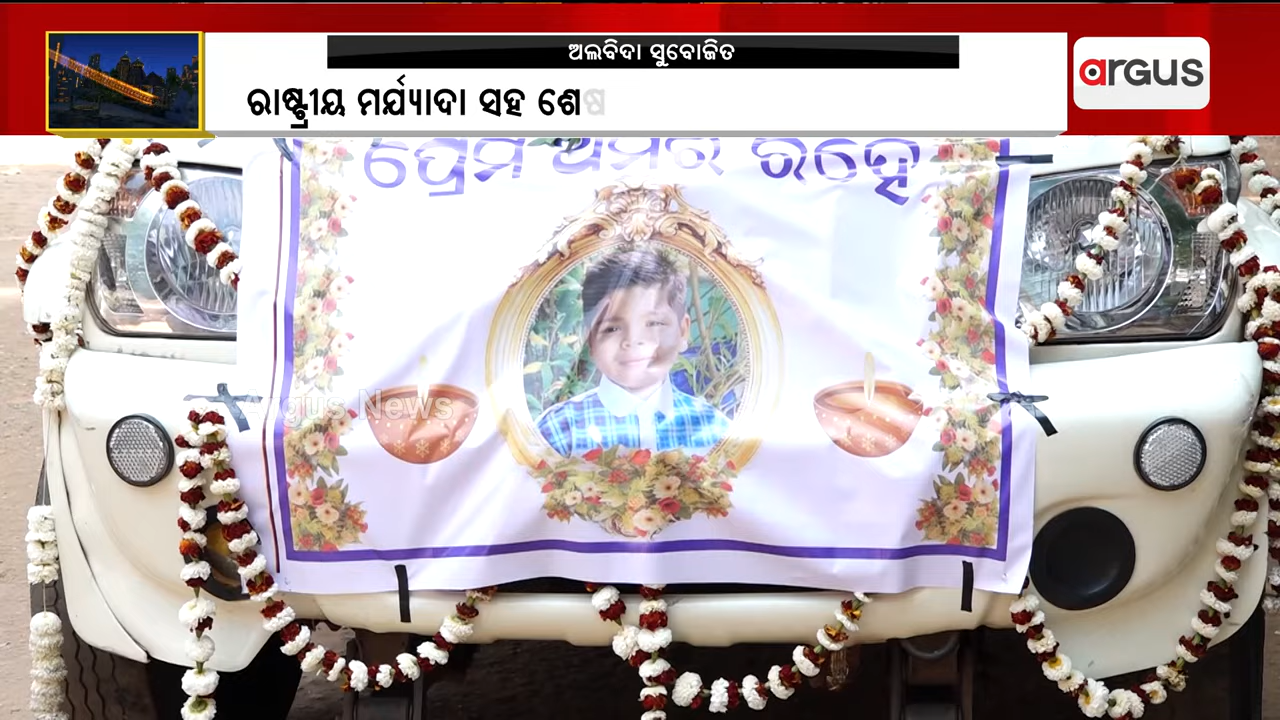 ଅଲବିଦା ସୁବୋଜିତ
argus
ରାଷ୍ଟ୍ରୀୟ ମର୍ଯ୍ୟାଦା ସହ ଶେଷ
ପ୍ରେମ ଅମର ରହେ
Argus News